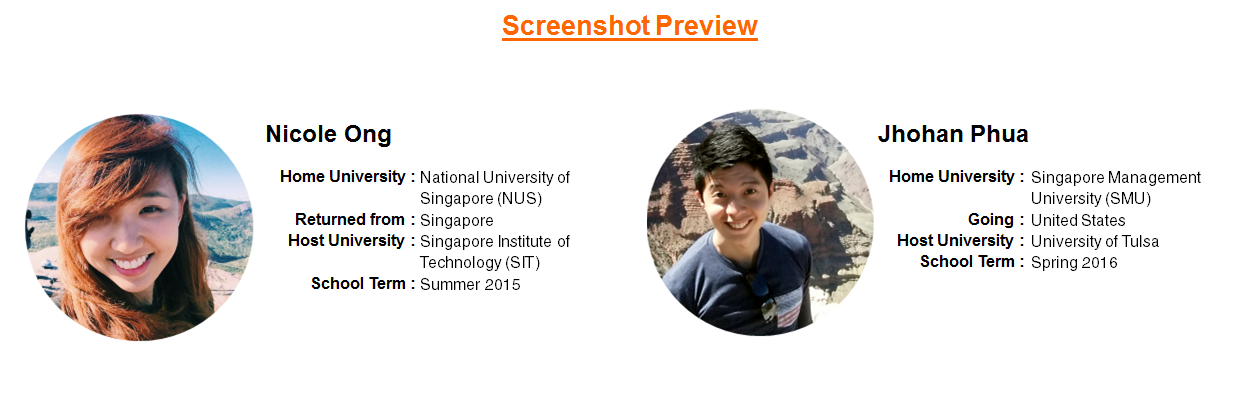 Screenshot Preview
Nicole Ong
Home University : National University of
Singapore (NUS)
Returned from : Singapore
Host University : Singapore Institute of
Technology (SIT)
School Term : Summer 2015
Jhohan Phua
Home University : Singapore Management
University (SMU)
Going : United States
Host University : University of Tulsa
School Term : Spring 2016